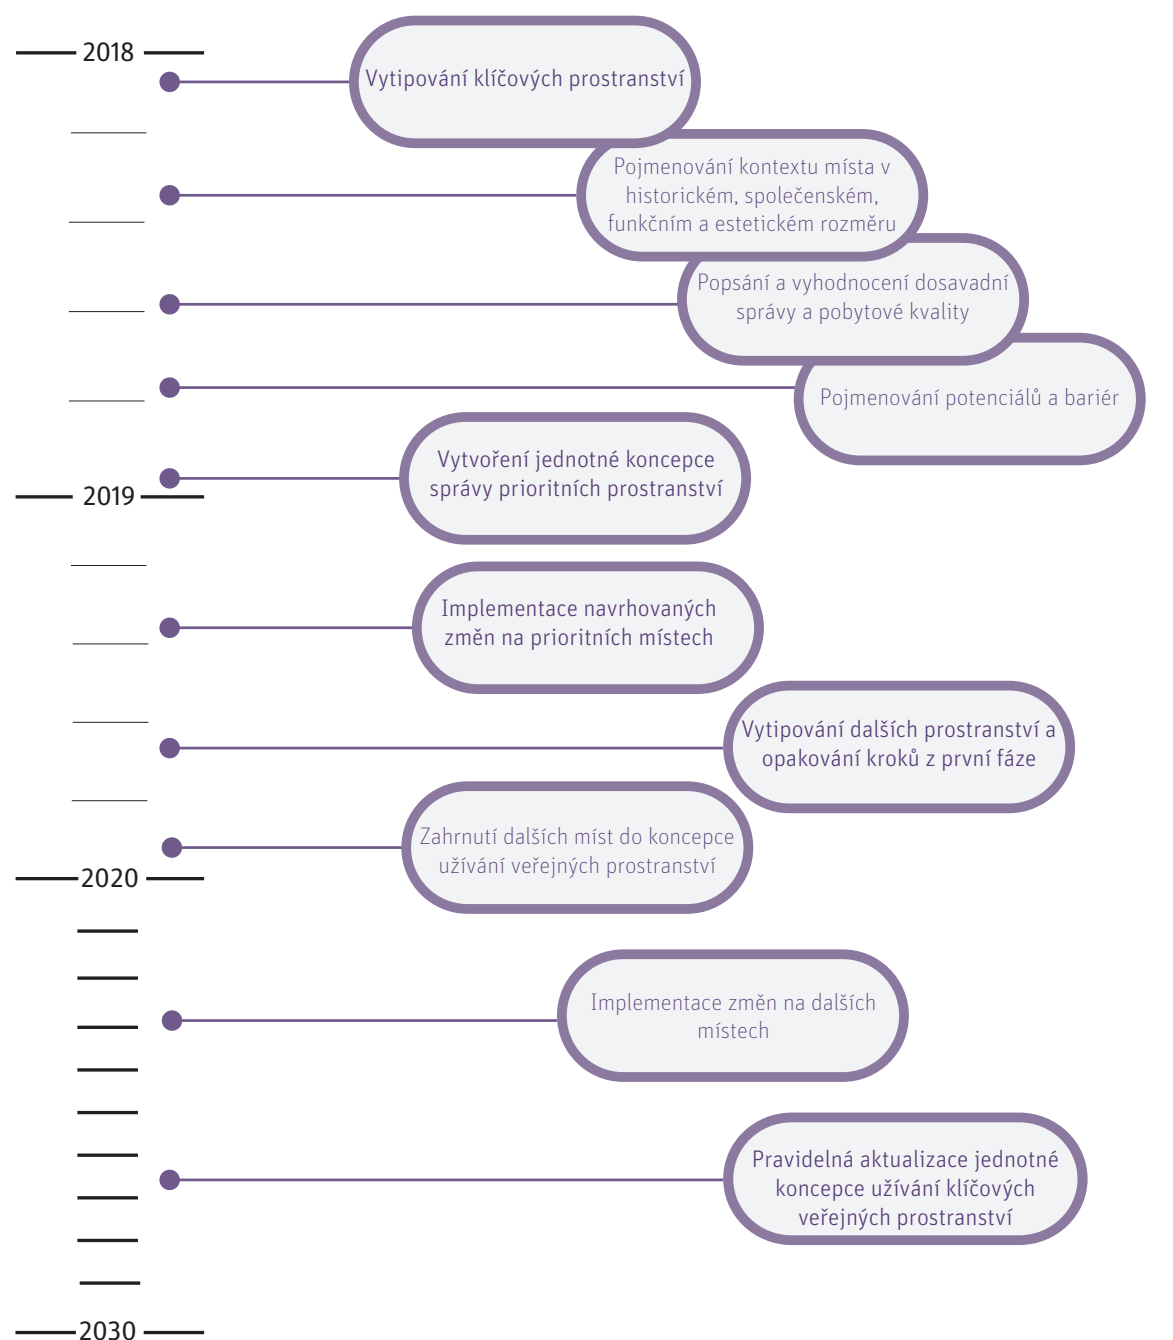 2018
Vytipování klíčových prostranství
Pojmenování kontextu místa v
historickém, společenském,
funkčním a estetickém rozměru
Popsání a vyhodnocení dosavadní
správy a pobytové kvality
Pojmenování potenciálů a bariér
Vytvoření jednotné koncepce
správy prioritních prostranství
2019
Implementace navrhovaných
změn na prioritních místech
Vytipování dalších prostranství a
opakování kroků z první fáze
Zahrnutí dalších míst do koncepce
užívání veřejných prostranství
2020
Implementace změn na dalších
místech
Pravidelná aktualizace jednotné
koncepce užívání klíčových
veřejných prostranství
2030